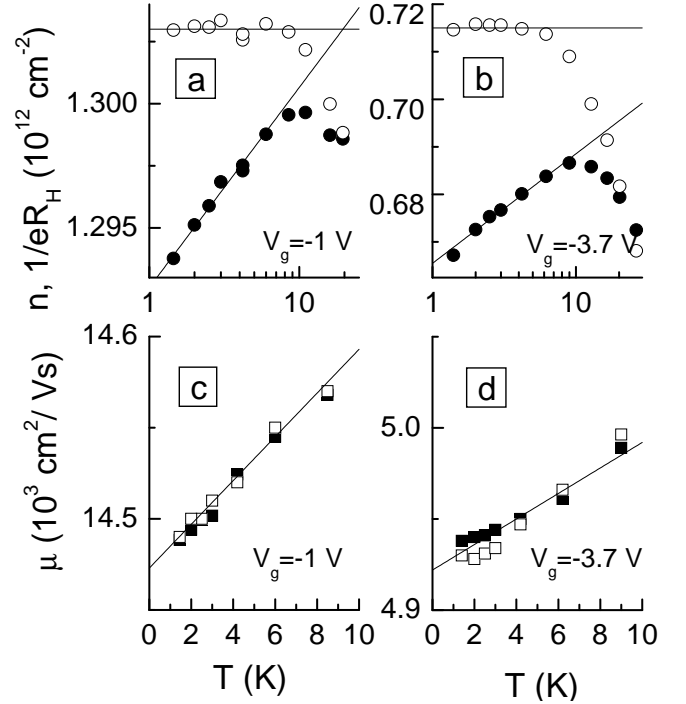 n, 1/eR_H (10^12 cm^-2)
1.300
1.295
a
V_g=-1 V
1
10
0.72
0.70
0.68
b
V_g=-3.7 V
1
10
μ (10^3 cm^2/ Vs)
14.6
14.5
c
V_g=-1 V
0 2 4 6 8 10
T (K)
5.0
4.9
d
V_g=-3.7 V
0 2 4 6 8 10
T (K)